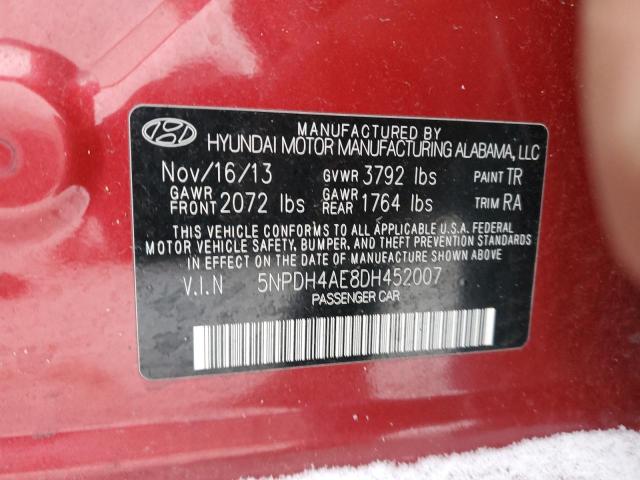 MANUFACTURED BY
HYUNDAI MOTOR MANUFACTURING ALABAMA, LLC
Nov/16/13 GVWR 3792 lbs PAINT TR
GAWR FRONT 2072 lbs GAWR REAR 1764 lbs TRIM RA
THIS VEHICLE CONFORMS TO ALL APPLICABLE U.S.A. FEDERAL
MOTOR VEHICLE SAFETY, BUMPER, AND THEFT PREVENTION STANDARDS
IN EFFECT ON THE DATE OF MANUFACTURE SHOWN ABOVE
V.I.N 5NPDH4AE8DH452007
PASSENGER CAR